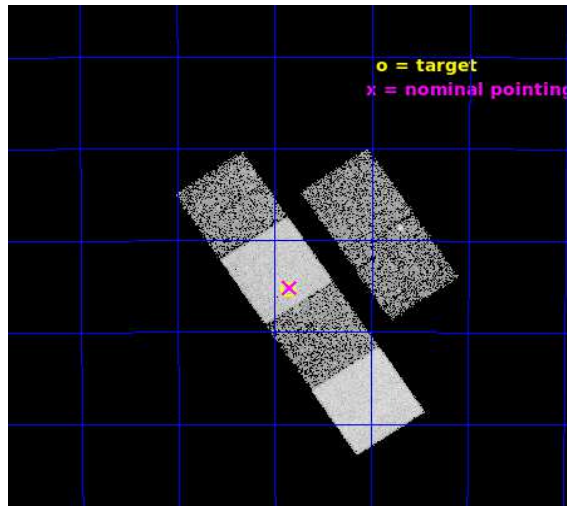 o = target
x = nominal pointing